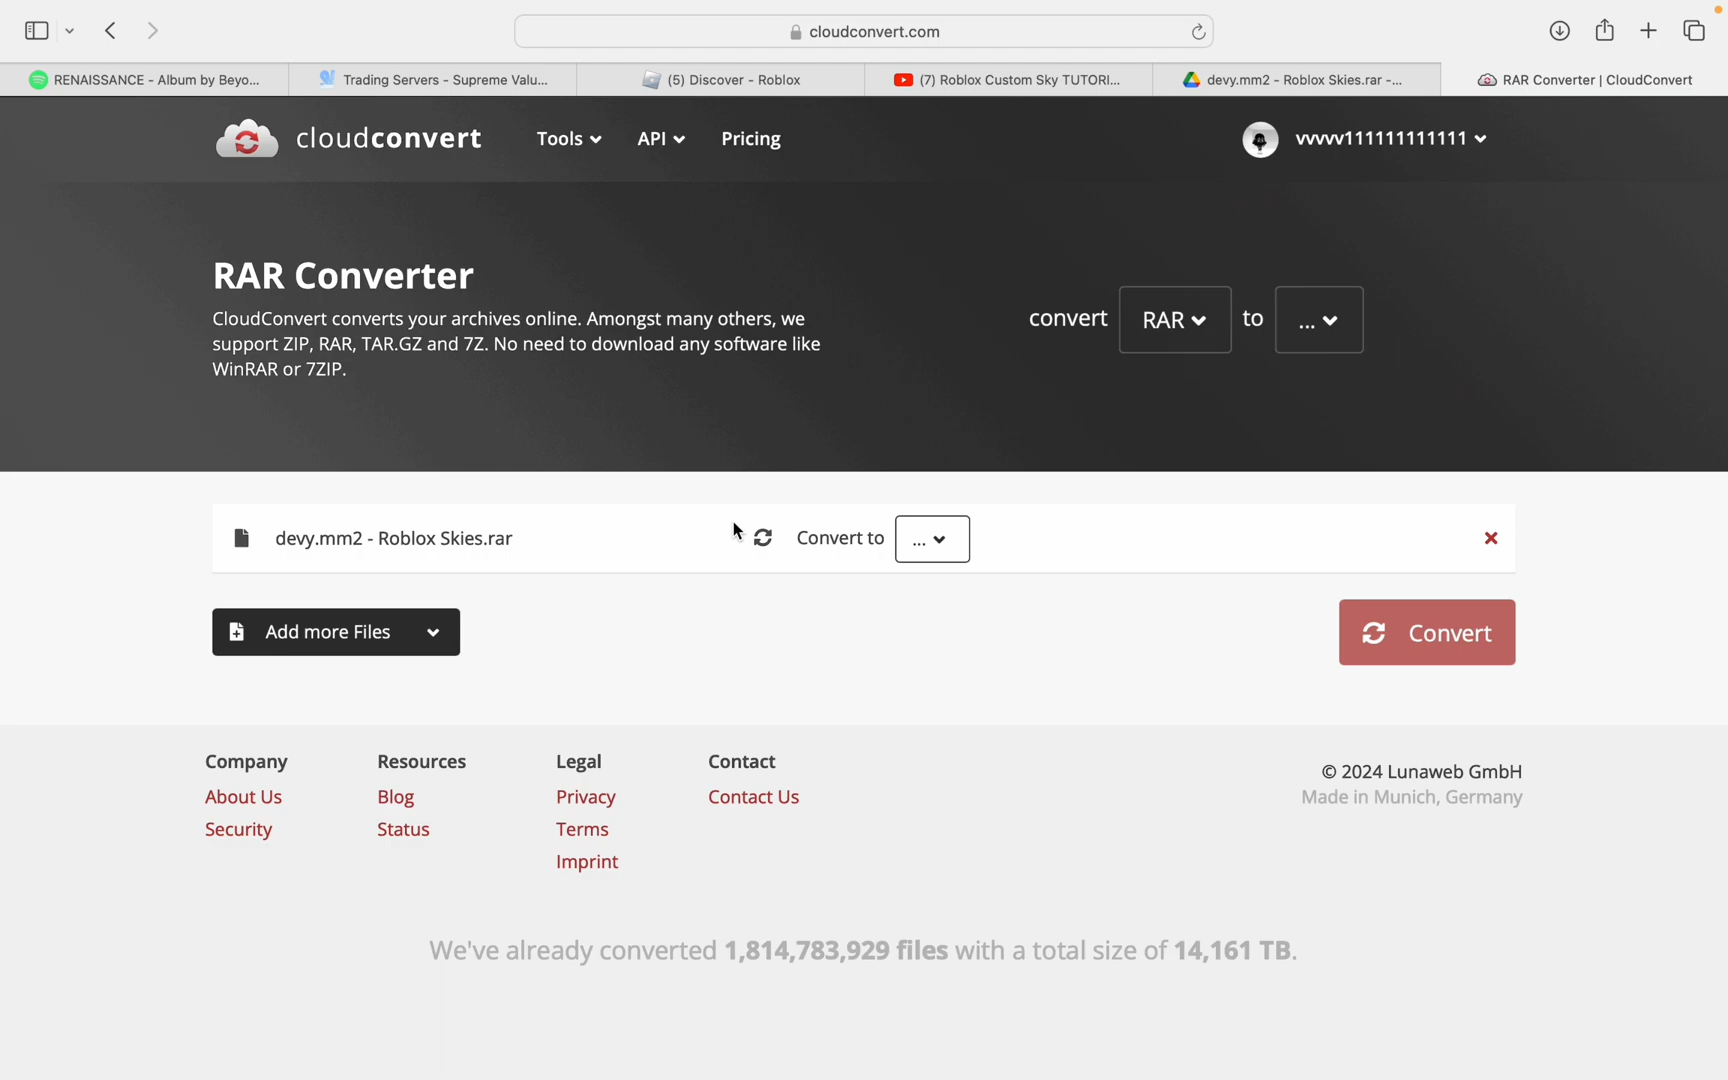 cloudconvert.com
RENAISSANCE - Album by Beyo...
Trading Servers - Supreme Valu...
(5) Discover - Roblox
(7) Roblox Custom Sky TUTORI...
devy.mm2 - Roblox Skies.rar -...
RAR Converter | CloudConvert
cloudconvert
Tools
API
Pricing
vvvvv111111111111
RAR Converter
CloudConvert converts your archives online. Amongst many others, we
support ZIP, RAR, TAR.GZ and 7Z. No need to download any software like
WinRAR or 7ZIP.
convert RAR to ...
devy.mm2 - Roblox Skies.rar
Convert to ...
Add more Files
Convert
Company
About Us
Security
Resources
Blog
Status
Legal
Privacy
Terms
Imprint
Contact
Contact Us
© 2024 Lunaweb GmbH
Made in Munich, Germany
We've already converted 1,814,783,929 files with a total size of 14,161 TB.